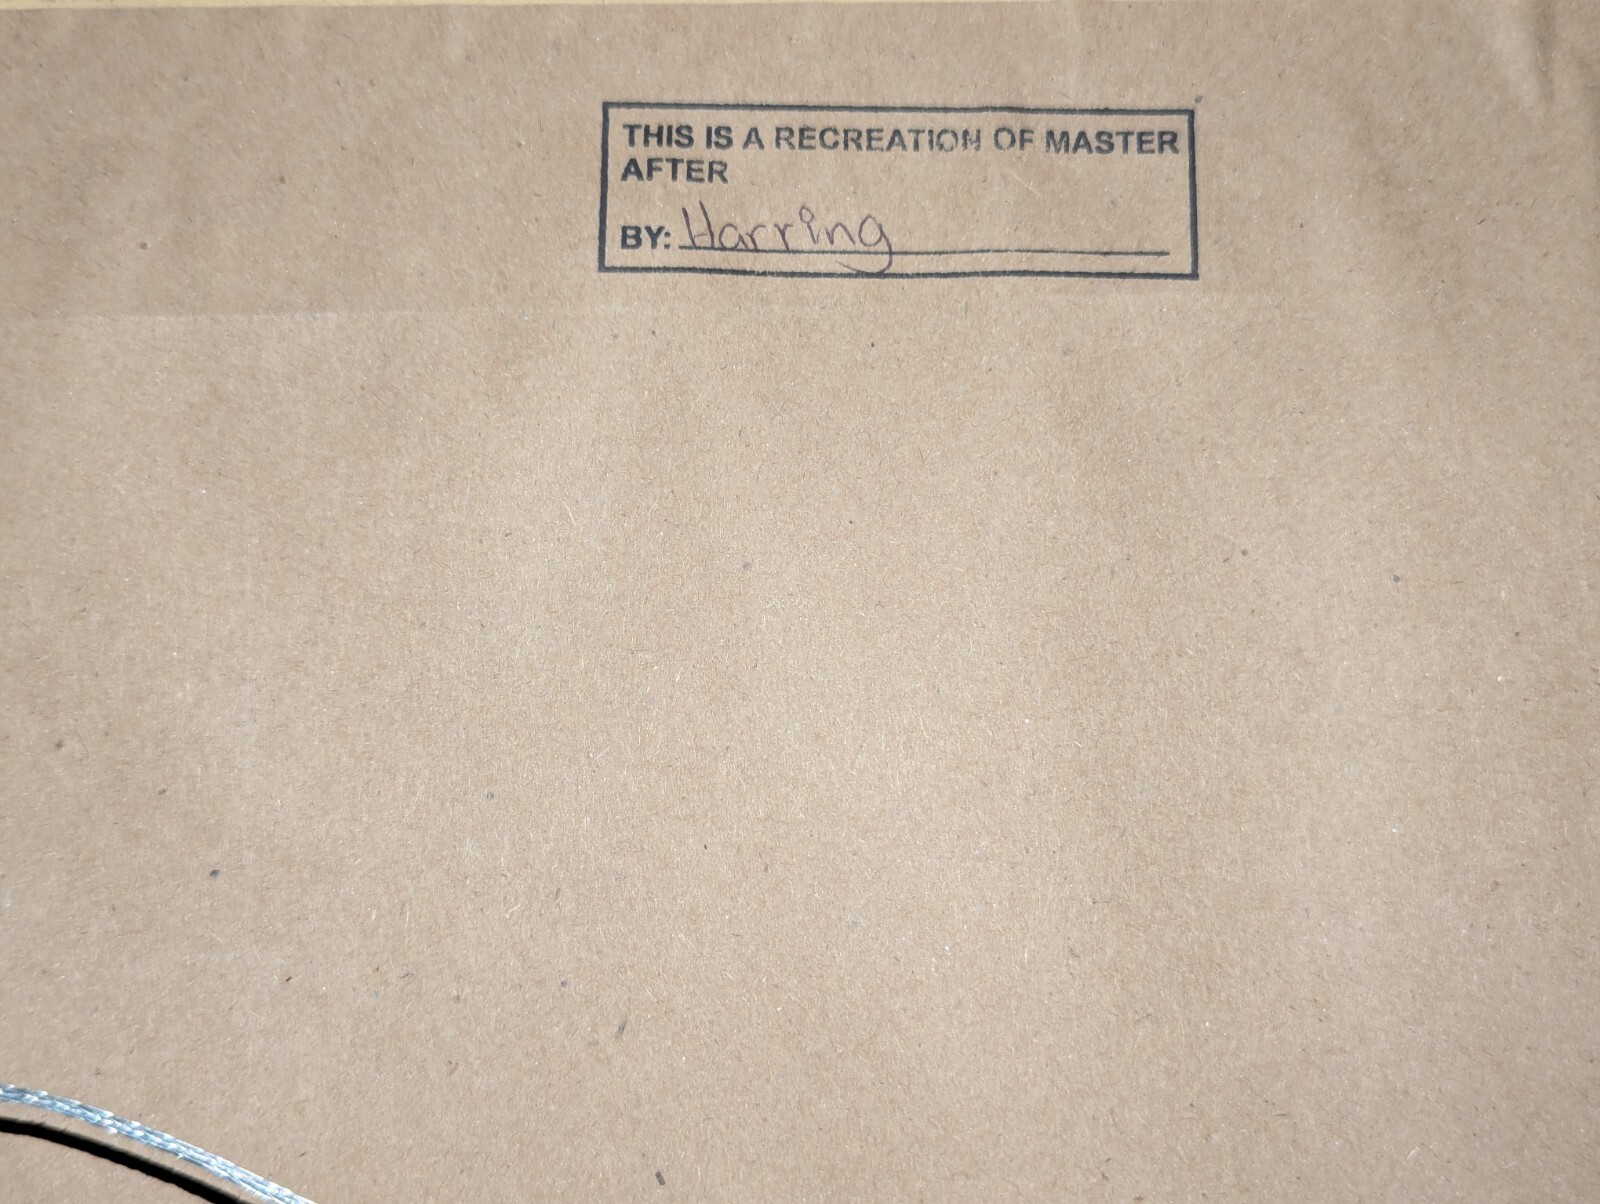 THIS IS A RECREATION OF MASTER
AFTER
BY: Harring